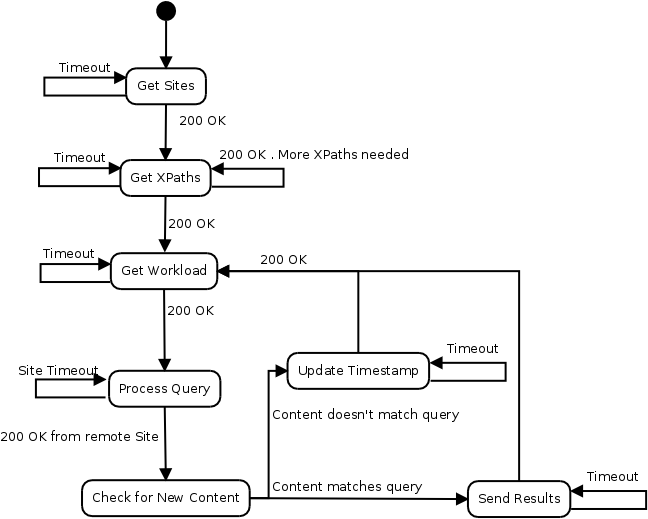 Timeout
Get Sites
200 OK
Timeout
200 OK . More XPaths needed
Get XPaths
200 OK
Timeout
200 OK
Get Workload
200 OK
Timeout
Site Timeout
Update Timestamp
Process Query
Content doesn't match query
200 OK from remote Site
Timeout
Content matches query
Check for New Content
Send Results